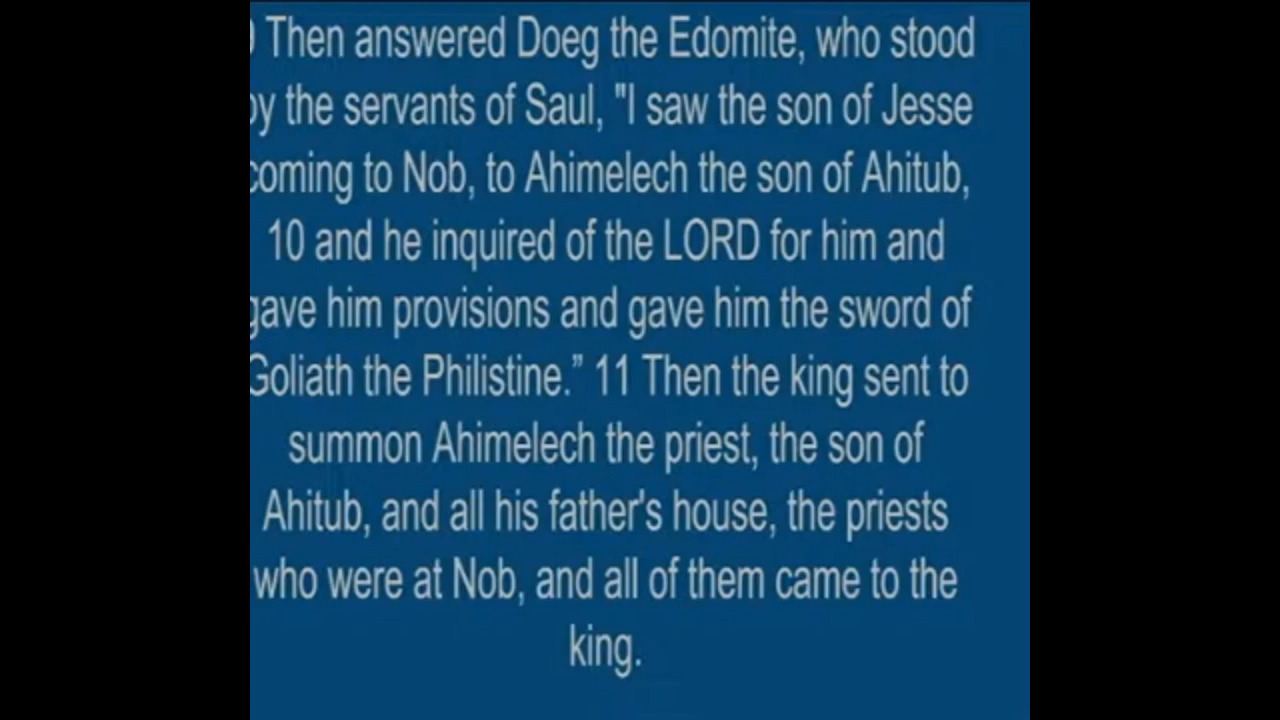 Then answered Doeg the Edomite, who stood
by the servants of Saul, "I saw the son of Jesse
coming to Nob, to Ahimelech the son of Ahitub,
10 and he inquired of the LORD for him and
gave him provisions and gave him the sword of
Goliath the Philistine.” 11 Then the king sent to
summon Ahimelech the priest, the son of
Ahitub, and all his father's house, the priests
who were at Nob, and all of them came to the
king.